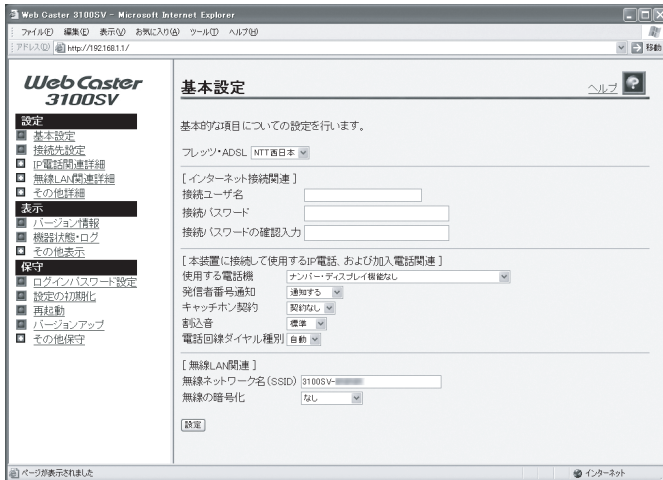 Web Caster 3100SV - Microsoft Internet Explorer
ファイル(F) 編集(E) 表示(V) お気に入り(A) ツール(T) ヘルプ(H)
アドレス(D) http://192.168.1.1/ 移動
Web Caster
3100SV
設定
基本設定
接続先設定
IP電話関連詳細
無線LAN関連詳細
その他詳細
表示
バージョン情報
機器状態・ログ
その他表示
保守
ログインパスワード設定
設定の初期化
再起動
バージョンアップ
その他保守
基本設定
ヘルプ ?
基本的な項目についての設定を行います。
フレッツ・ADSL NTT西日本
[インターネット接続関連]
接続ユーザ名
接続パスワード
接続パスワードの確認入力
[本装置に接続して使用するIP電話、および加入電話関連]
使用する電話機 ナンバー・ディスプレイ機能なし
発信者番号通知 通知する
キャッチホン契約 契約なし
割込音 標準
電話回線ダイヤル種別 自動
[無線LAN関連]
無線ネットワーク名(SSID) 3100SV-
無線の暗号化 なし
設定
ページが表示されました インターネット